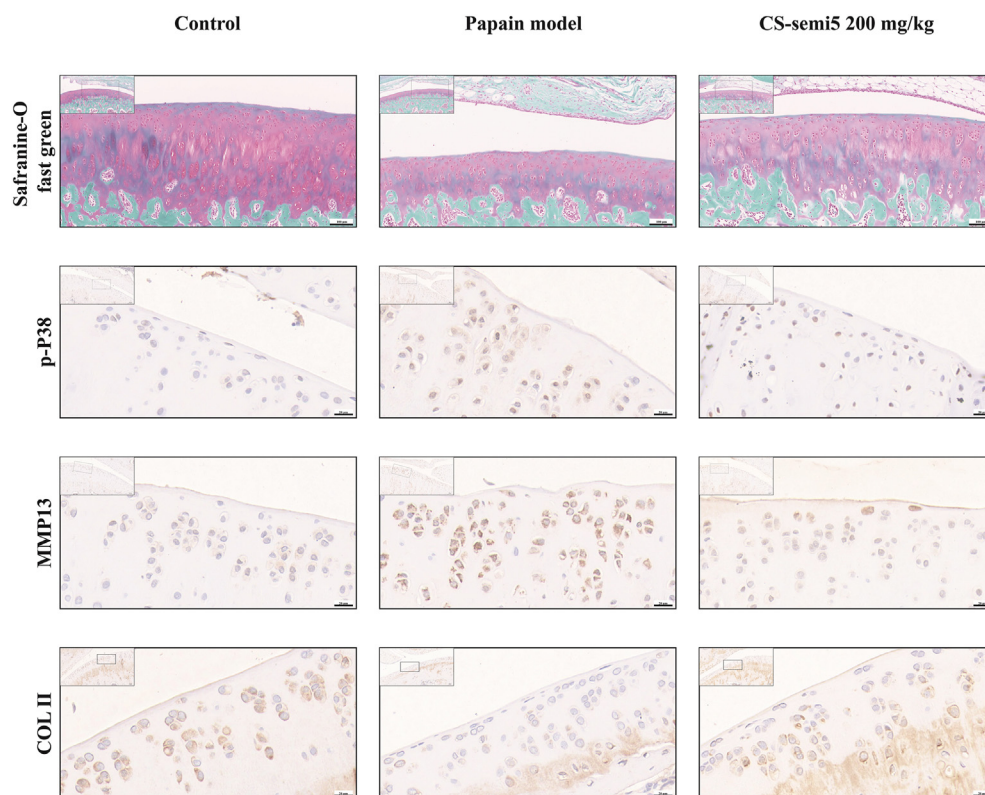 Control
Papain model
CS-semi5 200 mg/kg
Safranine-O
fast green
p-P38
MMP13
COL II